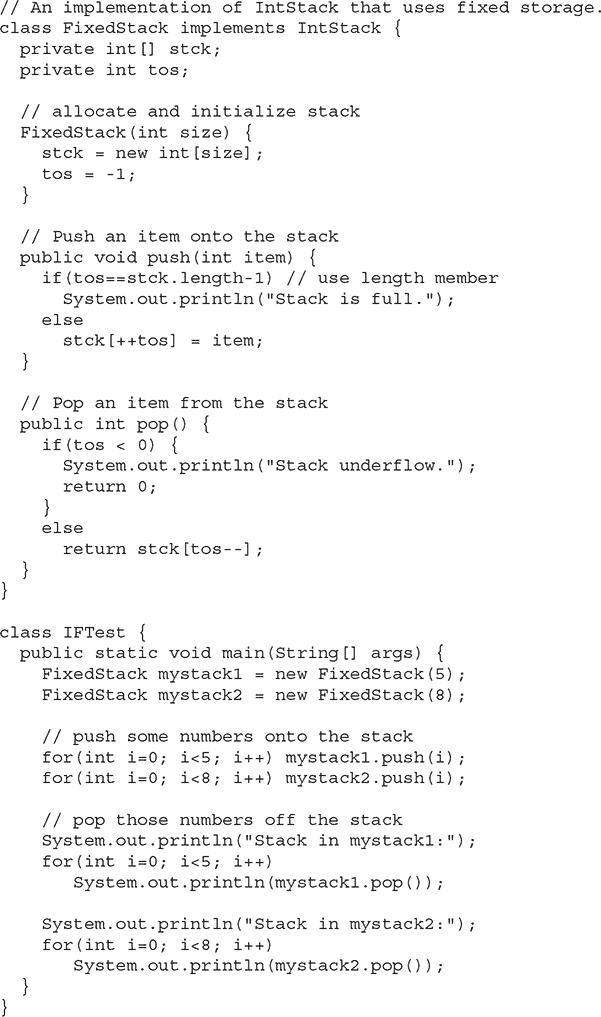 // An implementation of IntStack that uses fixed storage.
class FixedStack implements IntStack {
  private int[] stck;
  private int tos;

  // allocate and initialize stack
  FixedStack(int size) {
    stck = new int[size];
    tos = -1;
  }

  // Push an item onto the stack
  public void push(int item) {
    if(tos==stck.length-1) // use length member
      System.out.println("Stack is full.");
    else
      stck[++tos] = item;
  }

  // Pop an item from the stack
  public int pop() {
    if(tos < 0) {
      System.out.println("Stack underflow.");
      return 0;
    }
    else
      return stck[tos--];
  }
}

class IFTest {
  public static void main(String[] args) {
    FixedStack mystack1 = new FixedStack(5);
    FixedStack mystack2 = new FixedStack(8);

    // push some numbers onto the stack
    for(int i=0; i<5; i++) mystack1.push(i);
    for(int i=0; i<8; i++) mystack2.push(i);

    // pop those numbers off the stack
    System.out.println("Stack in mystack1:");
    for(int i=0; i<5; i++)
       System.out.println(mystack1.pop());

    System.out.println("Stack in mystack2:");
    for(int i=0; i<8; i++)
       System.out.println(mystack2.pop());
  }
}